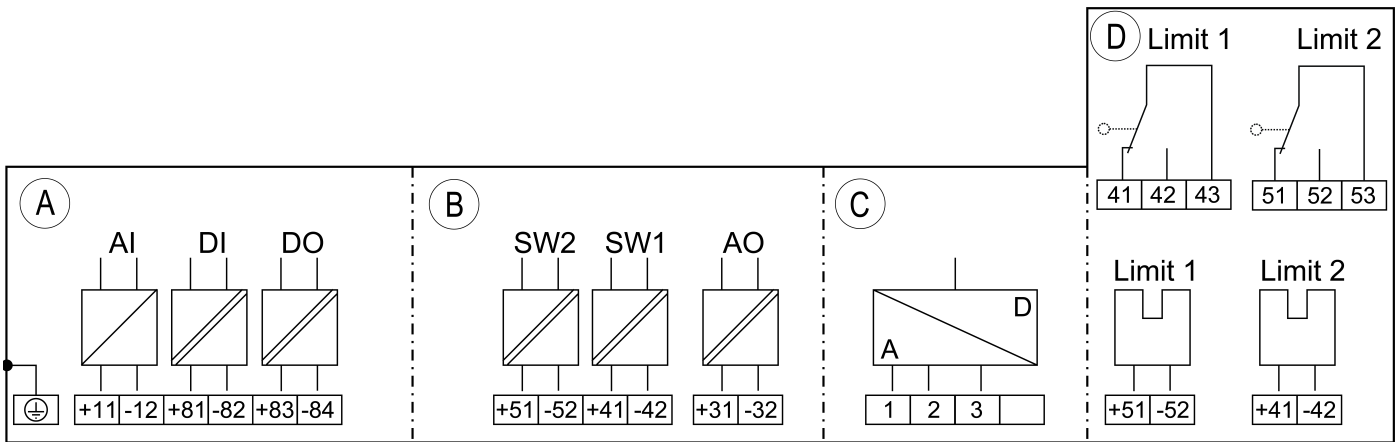 D Limit 1 Limit 2
41 42 43 51 52 53
A B C
AI DI DO SW2 SW1 AO
Limit 1 Limit 2
D
A
+11 -12 +81 -82 +83 -84 +51 -52 +41 -42 +31 -32 1 2 3 +51 -52 +41 -42